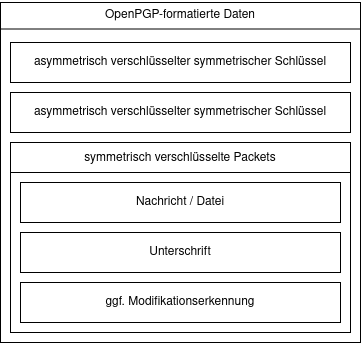 OpenPGP-formatierte Daten
asymmetrisch verschlüsselter symmetrischer Schlüssel
asymmetrisch verschlüsselter symmetrischer Schlüssel
symmetrisch verschlüsselte Packets
Nachricht / Datei
Unterschrift
ggf. Modifikationserkennung